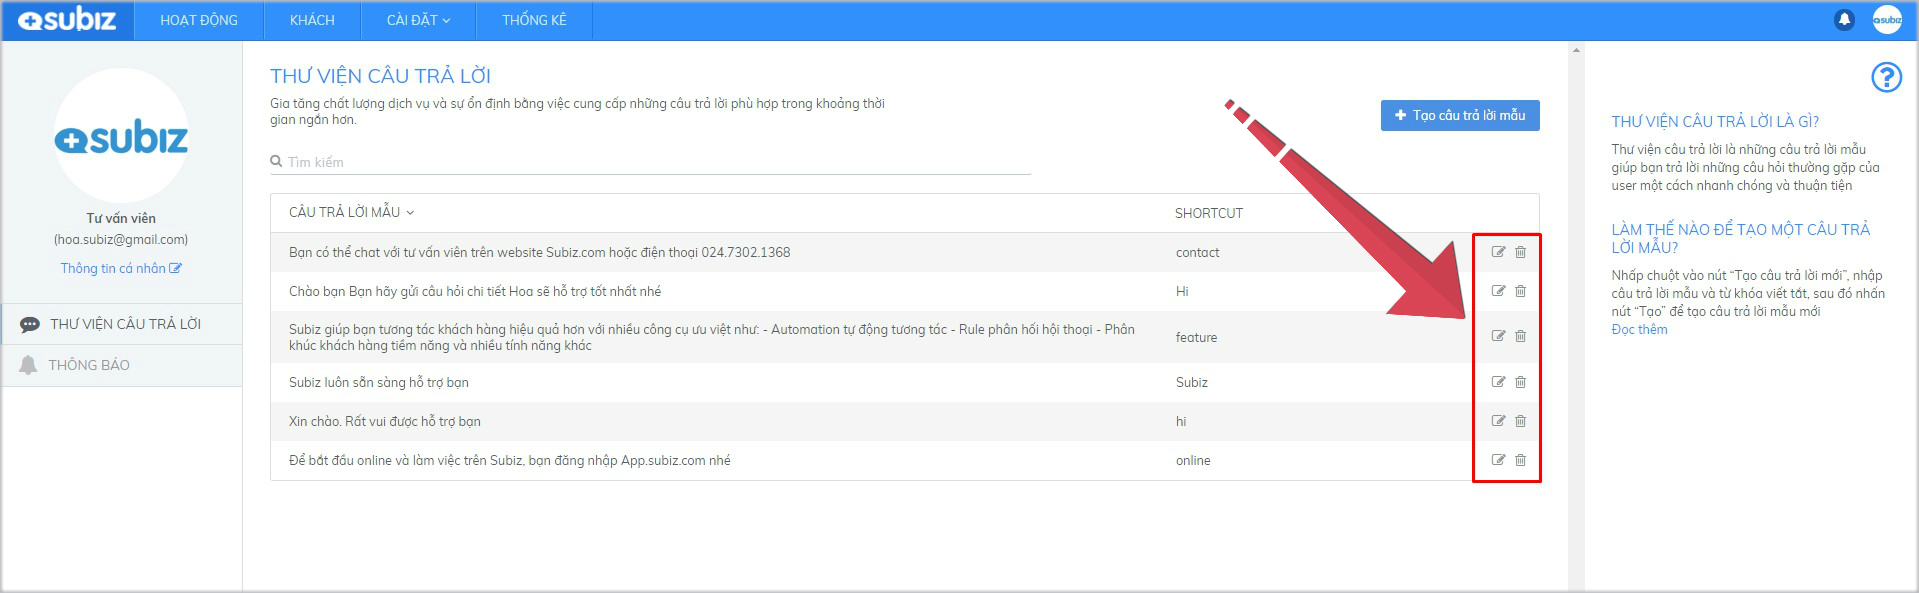 subiz
HOẠT ĐỘNG
KHÁCH
CÀI ĐẶT
THỐNG KÊ
subiz
subiz
Tư vấn viên
(hoa.subiz@gmail.com)
Thông tin cá nhân
THƯ VIỆN CÂU TRẢ LỜI
THÔNG BÁO
THƯ VIỆN CÂU TRẢ LỜI
Gia tăng chất lượng dịch vụ và sự ổn định bằng việc cung cấp những câu trả lời phù hợp trong khoảng thời
gian ngắn hơn.
Tạo câu trả lời mẫu
Tìm kiếm
CÂU TRẢ LỜI MẪU
SHORTCUT
Bạn có thể chat với tư vấn viên trên website Subiz.com hoặc điện thoại 024.7302.1368
contact
Chào bạn Bạn hãy gửi câu hỏi chi tiết Hoa sẽ hỗ trợ tốt nhất nhé
Hi
Subiz giúp bạn tương tác khách hàng hiệu quả hơn với nhiều công cụ ưu việt như: - Automation tự động tương tác - Rule phân hối hội thoại - Phân
khúc khách hàng tiềm năng và nhiều tính năng khác
feature
Subiz luôn sẵn sàng hỗ trợ bạn
Subiz
Xin chào. Rất vui được hỗ trợ bạn
hi
Để bắt đầu online và làm việc trên Subiz, bạn đăng nhập App.subiz.com nhé
online
THƯ VIỆN CÂU TRẢ LỜI LÀ GÌ?
Thư viện câu trả lời là những câu trả lời mẫu
giúp bạn trả lời những câu hỏi thường gặp của
user một cách nhanh chóng và thuận tiện
LÀM THẾ NÀO ĐỂ TẠO MỘT CÂU TRẢ
LỜI MẪU?
Nhấp chuột vào nút “Tạo câu trả lời mới”, nhập
câu trả lời mẫu và từ khóa viết tắt, sau đó nhấn
nút “Tạo” để tạo câu trả lời mẫu mới
Đọc thêm